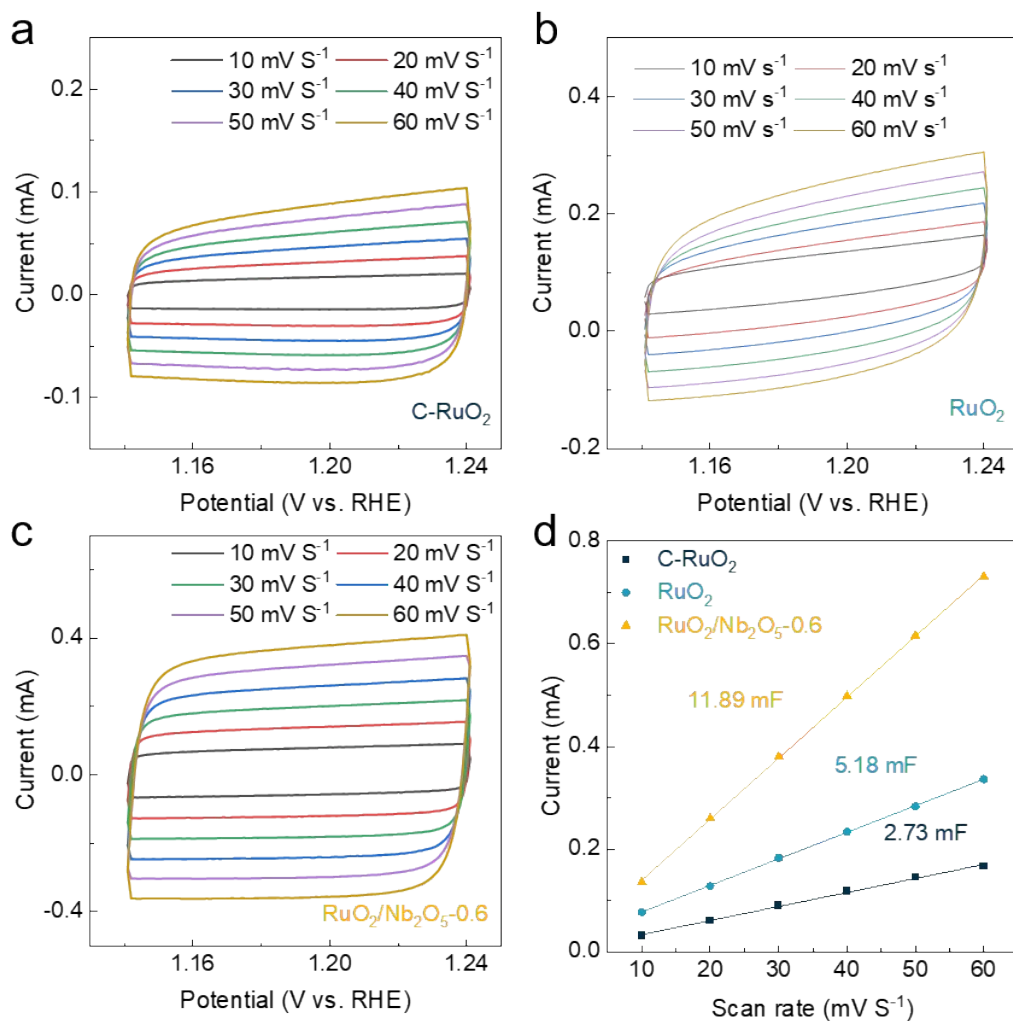 a
10 mV S⁻¹ 20 mV S⁻¹
30 mV S⁻¹ 40 mV S⁻¹
50 mV S⁻¹ 60 mV S⁻¹
0.2
0.1
0.0
-0.1
Current (mA)
C-RuO₂
1.16 1.20 1.24
Potential (V vs. RHE)
b
10 mV s⁻¹ 20 mV s⁻¹
30 mV s⁻¹ 40 mV s⁻¹
50 mV s⁻¹ 60 mV s⁻¹
0.4
0.2
0.0
-0.2
Current (mA)
RuO₂
1.16 1.20 1.24
Potential (V vs. RHE)
c
10 mV S⁻¹ 20 mV S⁻¹
30 mV S⁻¹ 40 mV S⁻¹
50 mV S⁻¹ 60 mV S⁻¹
0.4
0.0
-0.4
Current (mA)
RuO₂/Nb₂O₅-0.6
1.16 1.20 1.24
Potential (V vs. RHE)
d
C-RuO₂
RuO₂
RuO₂/Nb₂O₅-0.6
11.89 mF
5.18 mF
2.73 mF
0.8
0.6
0.4
0.2
0.0
Current (mA)
10 20 30 40 50 60
Scan rate (mV S⁻¹)